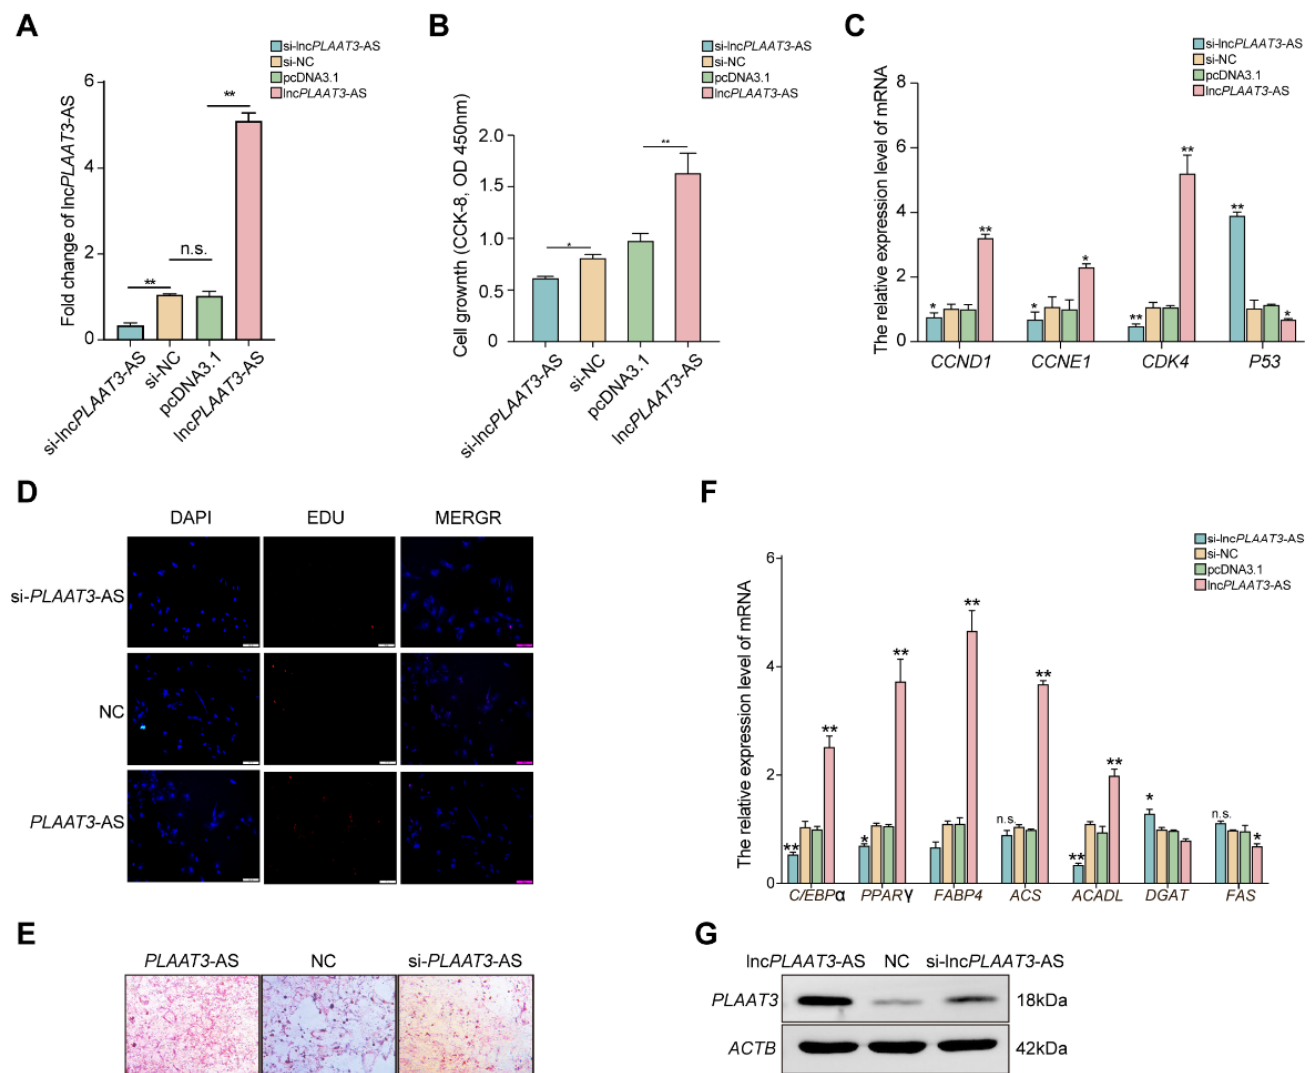 A
si-lncPLAAT3-AS
si-NC
pcDNA3.1
lncPLAAT3-AS
Fold change of lncPLAAT3-AS
6
4
2
0
**
n.s.
**
si-lncPLAAT3-AS
si-NC
pcDNA3.1
lncPLAAT3-AS
B
si-lncPLAAT3-AS
si-NC
pcDNA3.1
lncPLAAT3-AS
Cell grownth (CCK-8, OD 450nm)
2.0
1.5
1.0
0.5
0
*
**
si-lncPLAAT3-AS
si-NC
pcDNA3.1
lncPLAAT3-AS
C
si-lncPLAAT3-AS
si-NC
pcDNA3.1
lncPLAAT3-AS
The relative expression level of mRNA
8
6
4
2
0
* ** * * ** ** ** *
CCND1 CCNE1 CDK4 P53
D
DAPI EDU MERGR
si-PLAAT3-AS
NC
PLAAT3-AS
E
PLAAT3-AS NC si-PLAAT3-AS
F
si-lncPLAAT3-AS
si-NC
pcDNA3.1
lncPLAAT3-AS
The relative expression level of mRNA
6
4
2
0
** ** * ** ** n.s. ** ** ** * n.s. *
C/EBPα PPARγ FABP4 ACS ACADL DGAT FAS
G
lncPLAAT3-AS NC si-lncPLAAT3-AS
PLAAT3 18kDa
ACTB 42kDa